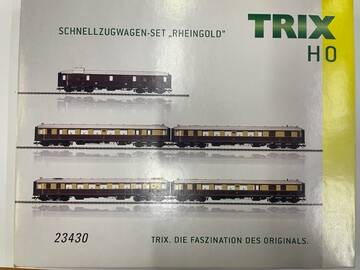 SCHNELLZUGWAGEN-SET „RHEINGOLD"
TRIX
H0
23430
TRIX. DIE FASZINATION DES ORIGINALS.